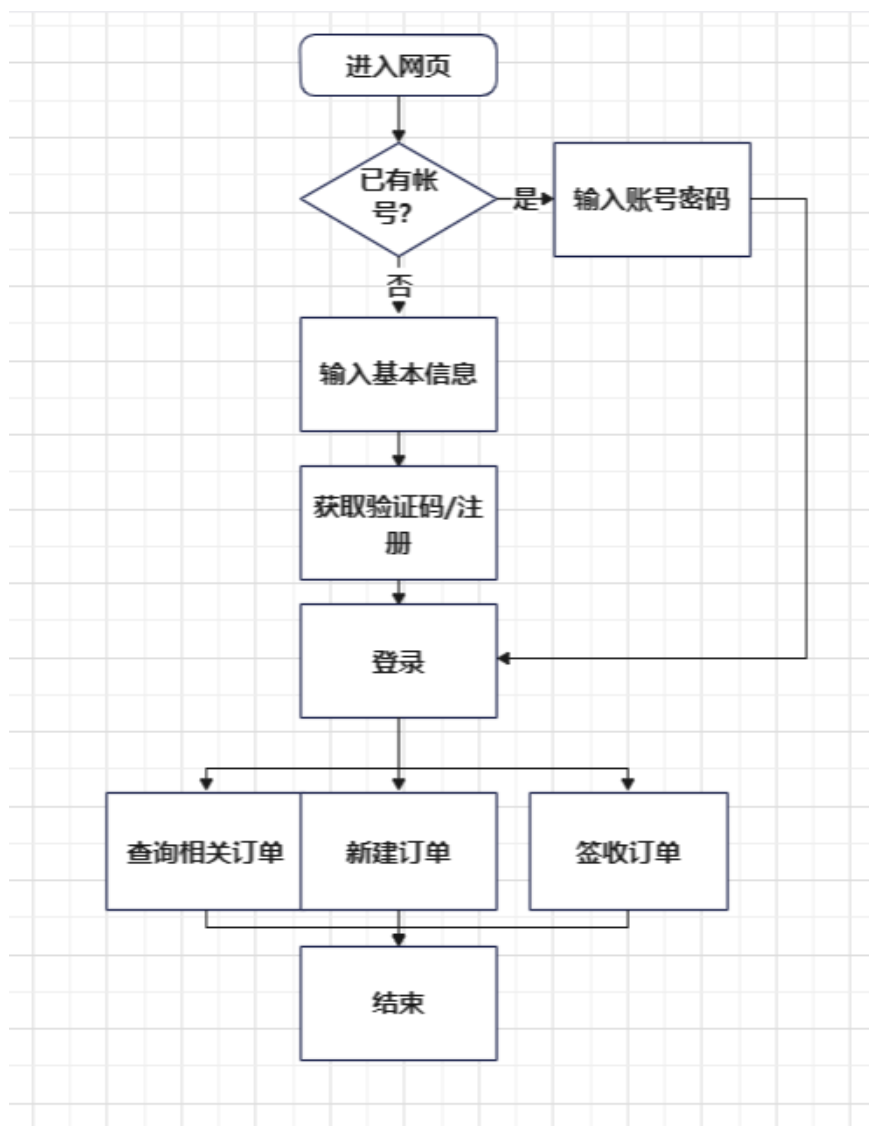 进入网页
已有帐
号?
是
输入账号密码
否
输入基本信息
获取验证码/注
册
登录
查询相关订单
新建订单
签收订单
结束